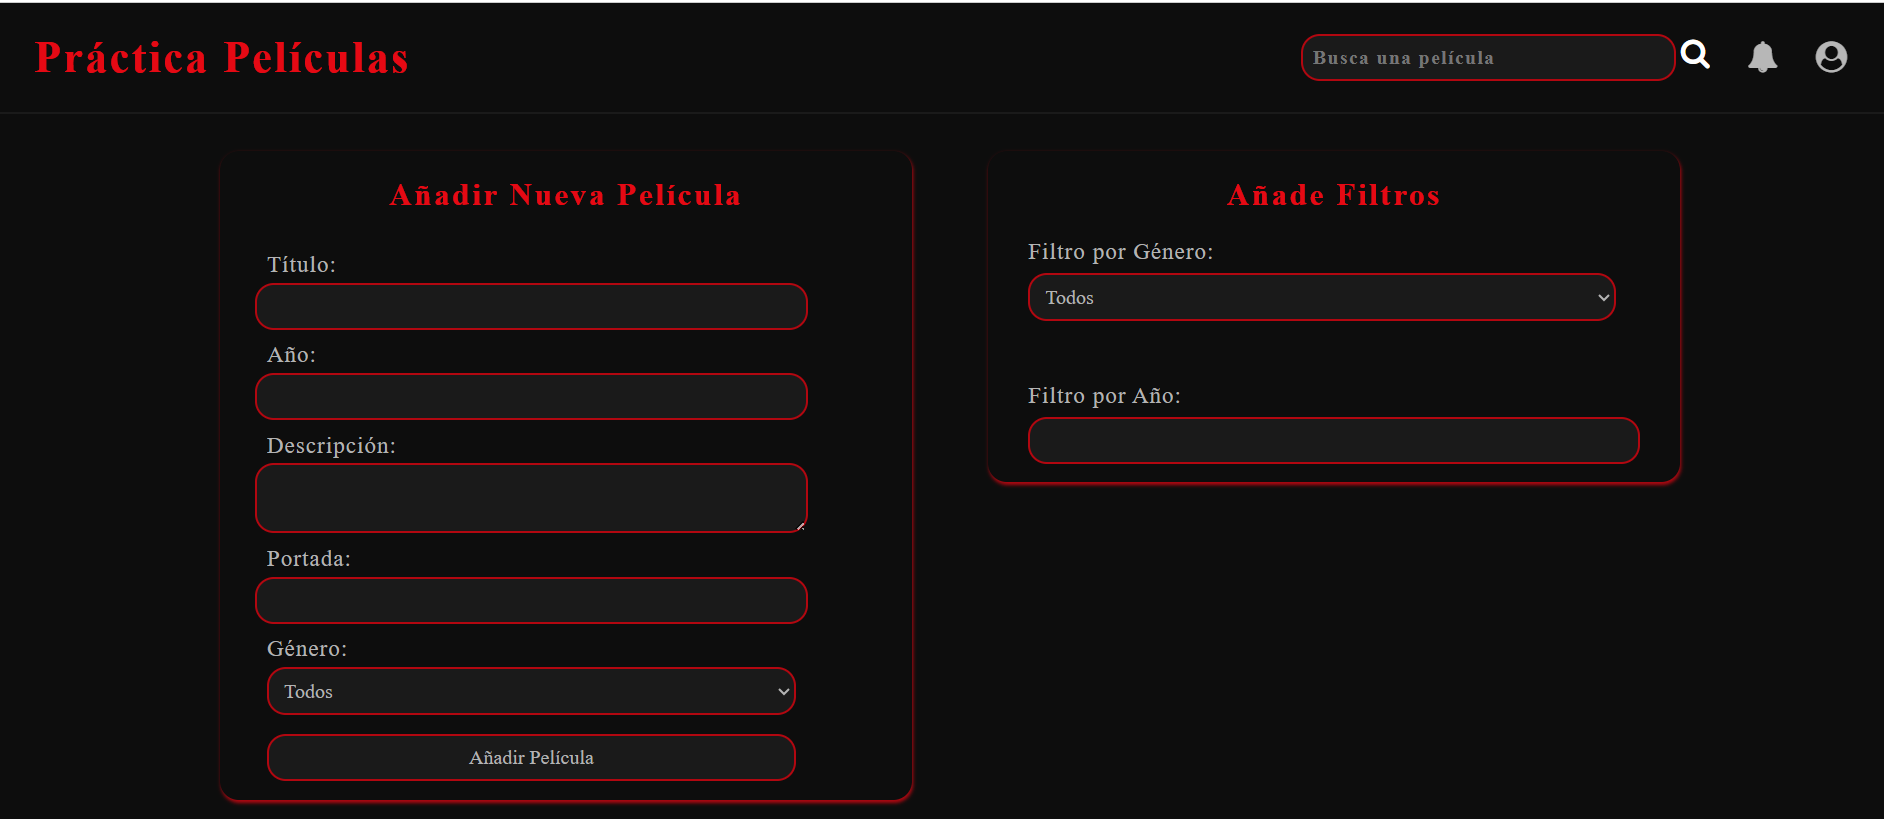 Práctica Películas
Busca una película
Añadir Nueva Película
Título:
Año:
Descripción:
Portada:
Género:
Todos
Añadir Película
Añade Filtros
Filtro por Género:
Todos
Filtro por Año: